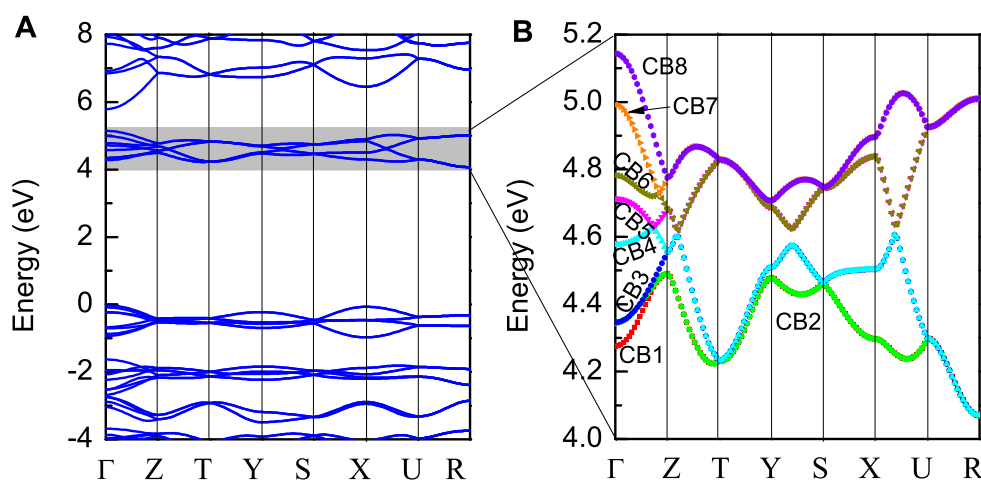 A
8
6
4
2
0
-2
-4
Energy (eV)
Γ Z T Y S X U R
B
5.2
5.0
4.8
4.6
4.4
4.2
4.0
Energy (eV)
CB8
CB7
CB6
CB5
CB4
CB3
CB2
CB1
Γ Z T Y S X U R